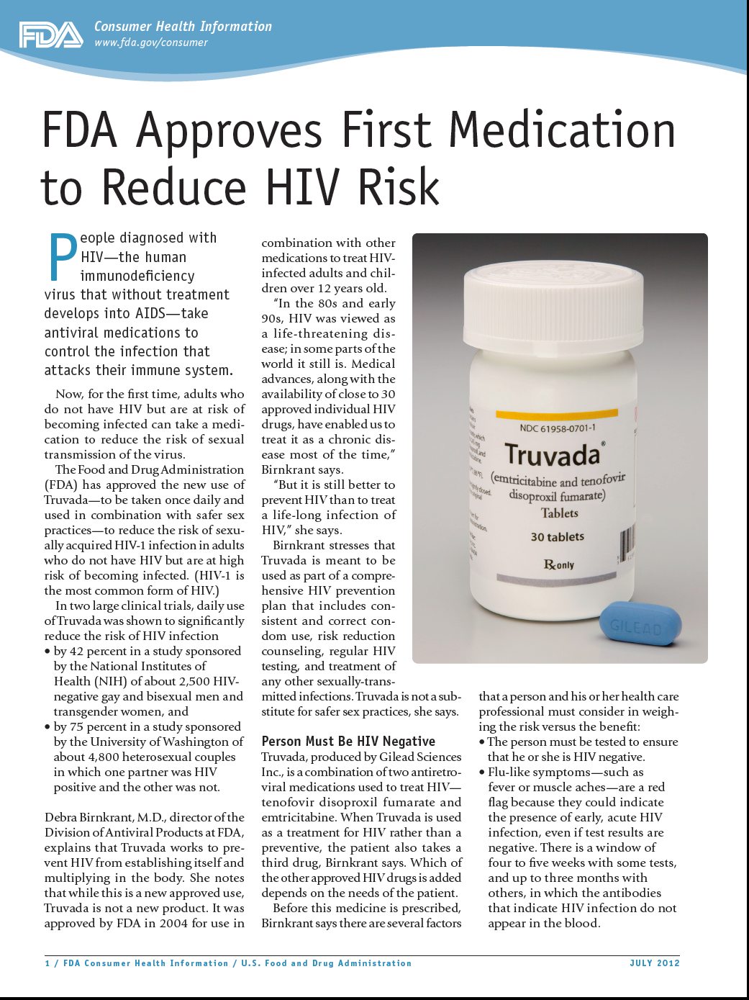 FDA
Consumer Health Information
www.fda.gov/consumer
FDA Approves First Medication
to Reduce HIV Risk
People diagnosed with
HIV—the human
immunodeficiency
virus that without treatment
develops into AIDS—take
antiviral medications to
control the infection that
attacks their immune system.
Now, for the first time, adults who
do not have HIV but are at risk of
becoming infected can take a medi-
cation to reduce the risk of sexual
transmission of the virus.
The Food and Drug Administration
(FDA) has approved the new use of
Truvada—to be taken once daily and
used in combination with safer sex
practices—to reduce the risk of sexu-
ally acquired HIV-1 infection in adults
who do not have HIV but are at high
risk of becoming infected. (HIV-1 is
the most common form of HIV.)
In two large clinical trials, daily use
of Truvada was shown to significantly
reduce the risk of HIV infection
• by 42 percent in a study sponsored
by the National Institutes of
Health (NIH) of about 2,500 HIV-
negative gay and bisexual men and
transgender women, and
• by 75 percent in a study sponsored
by the University of Washington of
about 4,800 heterosexual couples
in which one partner was HIV
positive and the other was not.
Debra Birnkrant, M.D., director of the
Division of Antiviral Products at FDA,
explains that Truvada works to pre-
vent HIV from establishing itself and
multiplying in the body. She notes
that while this is a new approved use,
Truvada is not a new product. It was
approved by FDA in 2004 for use in
combination with other
medications to treat HIV-
infected adults and chil-
dren over 12 years old.
“In the 80s and early
90s, HIV was viewed as
a life-threatening dis-
ease; in some parts of the
world it still is. Medical
advances, along with the
availability of close to 30
approved individual HIV
drugs, have enabled us to
treat it as a chronic dis-
ease most of the time,”
Birnkrant says.
“But it is still better to
prevent HIV than to treat
a life-long infection of
HIV,” she says.
Birnkrant stresses that
Truvada is meant to be
used as part of a compre-
hensive HIV prevention
plan that includes con-
sistent and correct con-
dom use, risk reduction
counseling, regular HIV
testing, and treatment of
any other sexually-trans-
mitted infections. Truvada is not a sub-
stitute for safer sex practices, she says.
Person Must Be HIV Negative
Truvada, produced by Gilead Sciences
Inc., is a combination of two antiretro-
viral medications used to treat HIV—
tenofovir disoproxil fumarate and
emtricitabine. When Truvada is used
as a treatment for HIV rather than a
preventive, the patient also takes a
third drug, Birnkrant says. Which of
the other approved HIV drugs is added
depends on the needs of the patient.
Before this medicine is prescribed,
Birnkrant says there are several factors
NDC 61958-0701-1
Truvada®
(emtricitabine and tenofovir
disoproxil fumarate)
Tablets
30 tablets
Rx only
GILEAD
that a person and his or her health care
professional must consider in weigh-
ing the risk versus the benefit:
• The person must be tested to ensure
that he or she is HIV negative.
• Flu-like symptoms—such as
fever or muscle aches—are a red
flag because they could indicate
the presence of early, acute HIV
infection, even if test results are
negative. There is a window of
four to five weeks with some tests,
and up to three months with
others, in which the antibodies
that indicate HIV infection do not
appear in the blood.
1 / FDA Consumer Health Information / U.S. Food and Drug Administration
JULY 2012